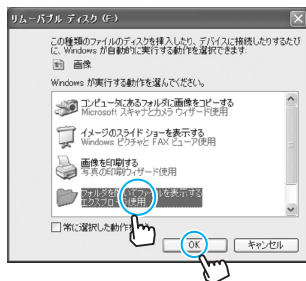 リムーバブル ディスク (F:)
この種類のファイルのディスクを挿入したり、デバイスに接続したりするたび
に、Windows が自動的に実行する動作を選択できます:
画像
Windows が実行する動作を選んでください。
コンピュータにあるフォルダに画像をコピーする
Microsoft スキャナとカメラ ウィザード使用
イメージのスライド ショーを表示する
Windows ピクチャと FAX ビューア使用
画像を印刷する
写真の印刷ウィザード使用
フォルダを開いてファイルを表示する
エクスプローラ使用
常に選択した動作を
OK
キャンセル